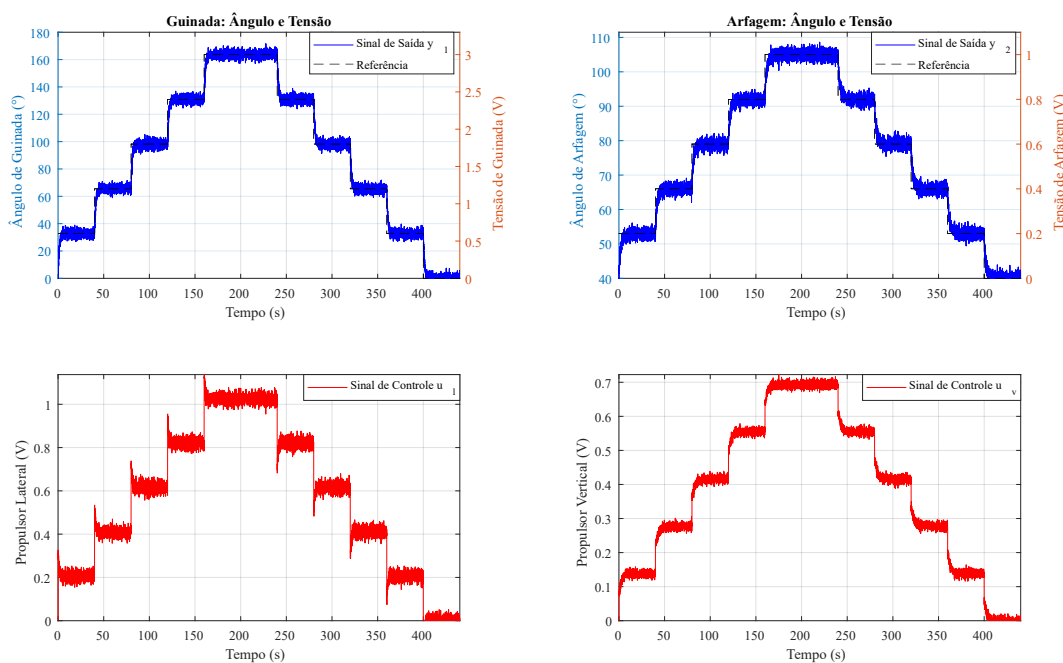 Guinada: Ângulo e Tensão
Ângulo de Guinada (°)
180
160
140
120
100
80
60
40
20
0
Sinal de Saída y 1
Referência
3
2.5
2
1.5
1
0.5
0
Tensão de Guinada (V)
0 50 100 150 200 250 300 350 400
Tempo (s)
Arfagem: Ângulo e Tensão
Ângulo de Arfagem (°)
110
100
90
80
70
60
50
40
Sinal de Saída y 2
Referência
1
0.8
0.6
0.4
0.2
0
Tensão de Arfagem (V)
0 50 100 150 200 250 300 350 400
Tempo (s)
Propulsor Lateral (V)
1
0.8
0.6
0.4
0.2
0
Sinal de Controle u l
0 50 100 150 200 250 300 350 400
Tempo (s)
Propulsor Vertical (V)
0.7
0.6
0.5
0.4
0.3
0.2
0.1
0
Sinal de Controle u v
0 50 100 150 200 250 300 350 400
Tempo (s)